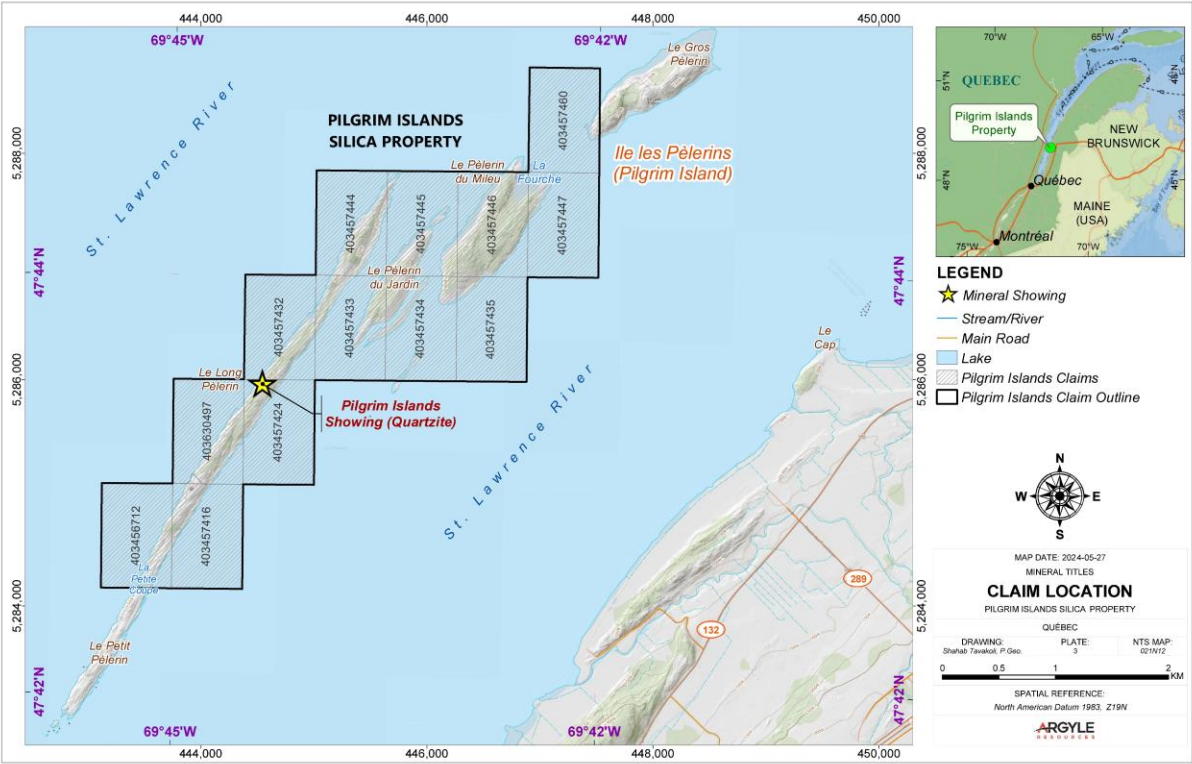 444,000
446,000
448,000
450,000
69°45'W
69°42'W
5,288,000
5,286,000
5,284,000
47°44'N
47°42'N
St. Lawrence River
PILGRIM ISLANDS
SILICA PROPERTY
Le Gros
Pèlerin
403457460
Ile les Pèlerins
(Pilgrim Island)
Le Pèlerin
du Mileu
La
Fourche
403457444
403457445
403457446
403457447
Le Pèlerin
du Jardin
403457432
403457433
403457434
403457435
Le Long
Pèlerin
Pilgrim Islands
Showing (Quartzite)
403630497
403457424
403456712
403457416
La
Petite
Coupe
Le Petit
Pèlerin
St. Lawrence River
Le
Cap
289
132
5,288,000
5,286,000
5,284,000
47°44'N
47°42'N
69°45'W
69°42'W
444,000
446,000
448,000
450,000
70°W
65°W
51°N
QUEBEC
Pilgrim Islands
Property
NEW
BRUNSWICK
48°N
45°N
Québec
MAINE
(USA)
Montréal
75°W
70°W
LEGEND
Mineral Showing
Stream/River
Main Road
Lake
Pilgrim Islands Claims
Pilgrim Islands Claim Outline
N
W
E
S
MAP DATE: 2024-05-27
MINERAL TITLES
CLAIM LOCATION
PILGRIM ISLANDS SILICA PROPERTY
QUÉBEC
DRAWING: PLATE: NTS MAP:
Shahab Tavakoli, P.Geo. 3 021N12
0 0.5 1 2
KM
SPATIAL REFERENCE:
North American Datum 1983, Z19N
ARGYLE
RESOURCES